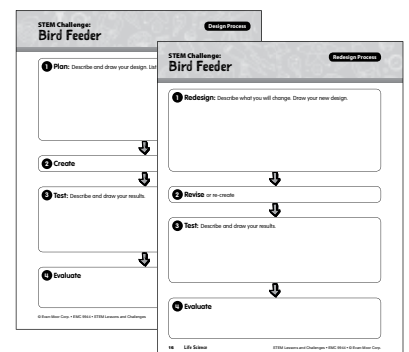 STEM Challenge:
Bird Feeder
Design Process
1 Plan: Describe and draw your design. List
2 Create
3 Test: Describe and draw your results.
4 Evaluate
© Evan-Moor Corp. • EMC 9944 • STEM Lessons and Challenges
STEM Challenge:
Bird Feeder
Redesign Process
1 Redesign: Describe what you will change. Draw your new design.
2 Revise or re-create
3 Test: Describe and draw your results.
4 Evaluate
Life Science
STEM Lessons and Challenges • EMC 9944 • © Evan-Moor Corp.